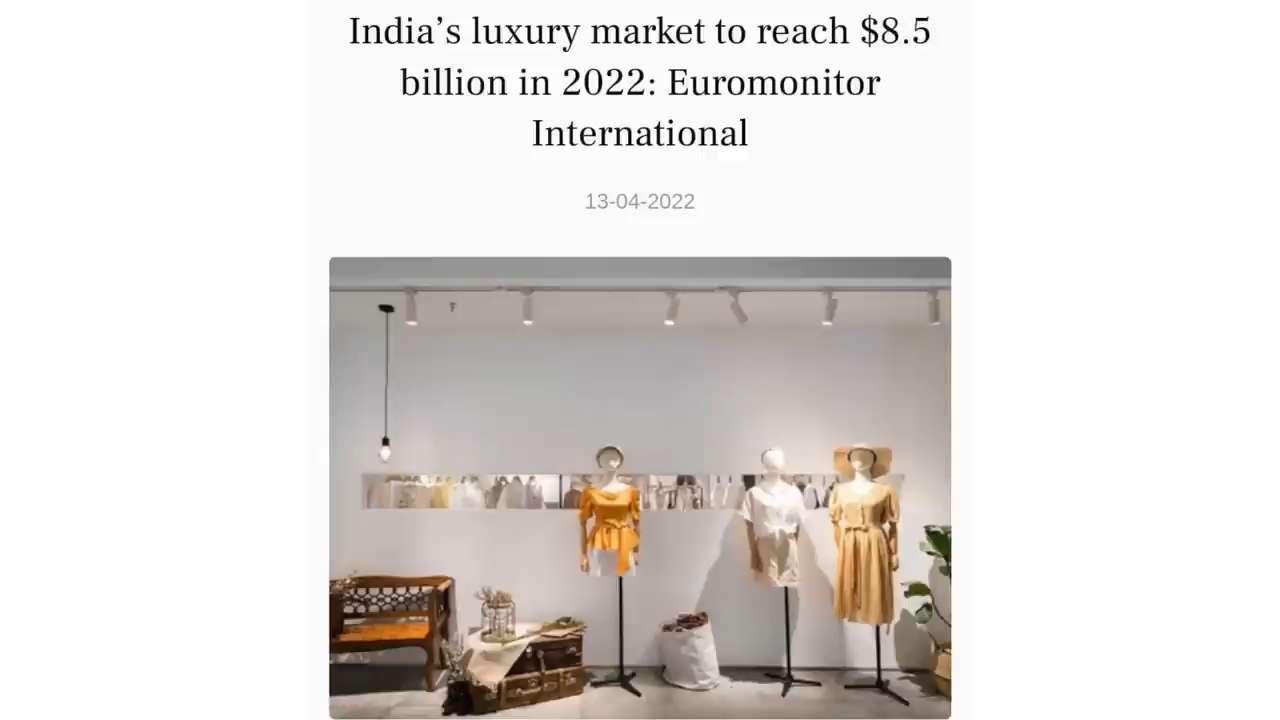 India’s luxury market to reach $8.5
billion in 2022: Euromonitor
International
13-04-2022